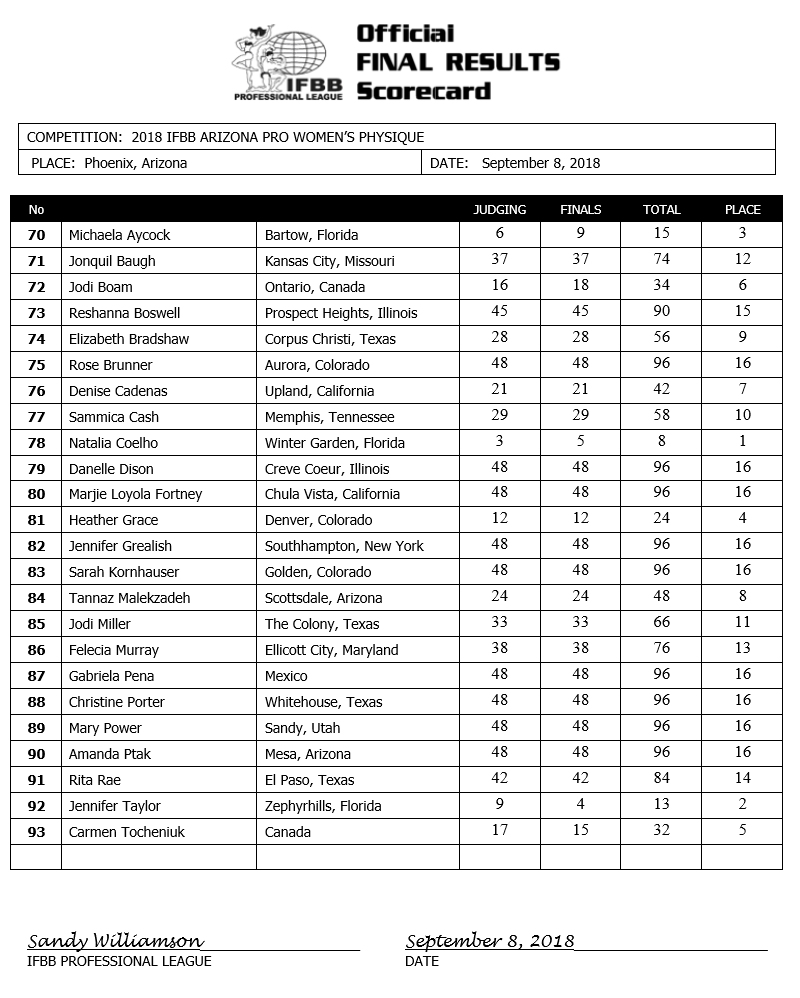 Official
FINAL RESULTS
Scorecard
IFBB
PROFESSIONAL LEAGUE
COMPETITION: 2018 IFBB ARIZONA PRO WOMEN'S PHYSIQUE
PLACE: Phoenix, Arizona DATE: September 8, 2018
No JUDGING FINALS TOTAL PLACE
70 Michaela Aycock Bartow, Florida 6 9 15 3
71 Jonquil Baugh Kansas City, Missouri 37 37 74 12
72 Jodi Boam Ontario, Canada 16 18 34 6
73 Reshanna Boswell Prospect Heights, Illinois 45 45 90 15
74 Elizabeth Bradshaw Corpus Christi, Texas 28 28 56 9
75 Rose Brunner Aurora, Colorado 48 48 96 16
76 Denise Cadenas Upland, California 21 21 42 7
77 Sammica Cash Memphis, Tennessee 29 29 58 10
78 Natalia Coelho Winter Garden, Florida 3 5 8 1
79 Danelle Dison Creve Coeur, Illinois 48 48 96 16
80 Marjie Loyola Fortney Chula Vista, California 48 48 96 16
81 Heather Grace Denver, Colorado 12 12 24 4
82 Jennifer Grealish Southhampton, New York 48 48 96 16
83 Sarah Kornhauser Golden, Colorado 48 48 96 16
84 Tannaz Malekzadeh Scottsdale, Arizona 24 24 48 8
85 Jodi Miller The Colony, Texas 33 33 66 11
86 Felecia Murray Ellicott City, Maryland 38 38 76 13
87 Gabriela Pena Mexico 48 48 96 16
88 Christine Porter Whitehouse, Texas 48 48 96 16
89 Mary Power Sandy, Utah 48 48 96 16
90 Amanda Ptak Mesa, Arizona 48 48 96 16
91 Rita Rae El Paso, Texas 42 42 84 14
92 Jennifer Taylor Zephyrhills, Florida 9 4 13 2
93 Carmen Tocheniuk Canada 17 15 32 5
Sandy Williamson September 8, 2018
IFBB PROFESSIONAL LEAGUE DATE